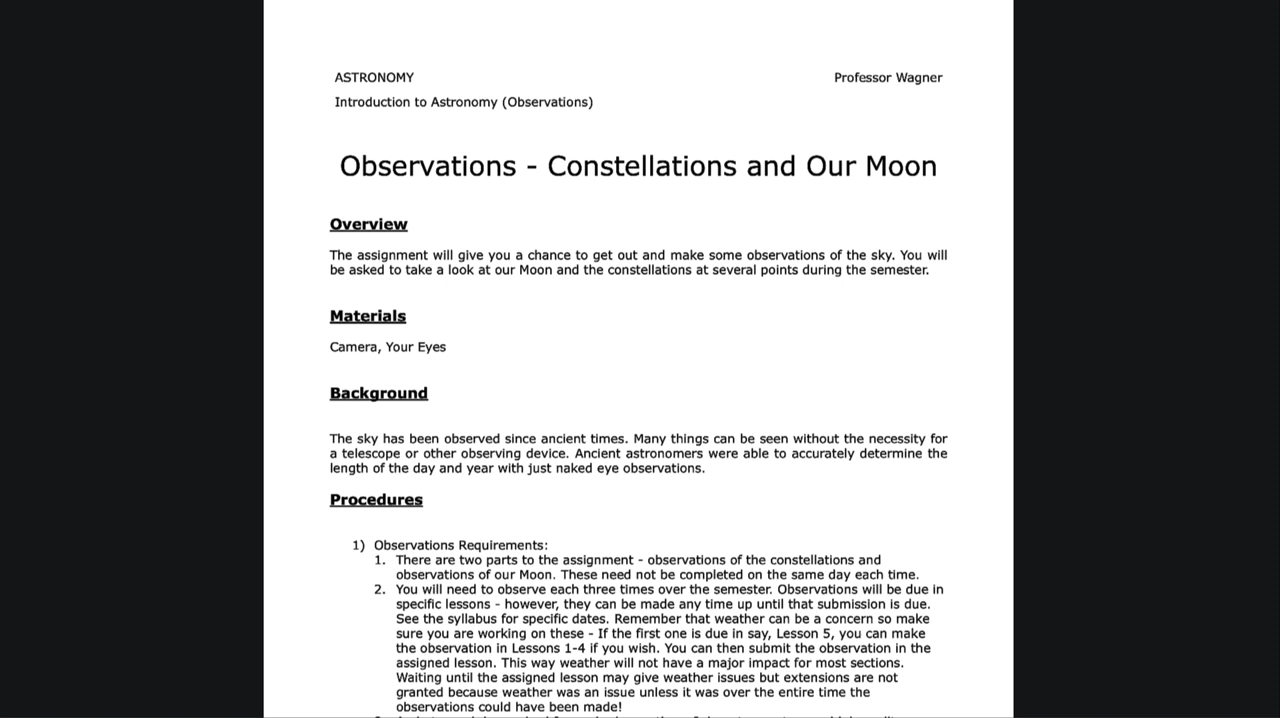 ASTRONOMY Professor Wagner
Introduction to Astronomy (Observations)
Observations - Constellations and Our Moon
Overview
The assignment will give you a chance to get out and make some observations of the sky. You will
be asked to take a look at our Moon and the constellations at several points during the semester.
Materials
Camera, Your Eyes
Background
The sky has been observed since ancient times. Many things can be seen without the necessity for
a telescope or other observing device. Ancient astronomers were able to accurately determine the
length of the day and year with just naked eye observations.
Procedures
1) Observations Requirements:
1. There are two parts to the assignment - observations of the constellations and
observations of our Moon. These need not be completed on the same day each time.
2. You will need to observe each three times over the semester. Observations will be due in
specific lessons - however, they can be made any time up until that submission is due.
See the syllabus for specific dates. Remember that weather can be a concern so make
sure you are working on these - If the first one is due in say, Lesson 5, you can make
the observation in Lessons 1-4 if you wish. You can then submit the observation in the
assigned lesson. This way weather will not have a major impact for most sections.
Waiting until the assigned lesson may give weather issues but extensions are not
granted because weather was an issue unless it was over the entire time the
observations could have been made!